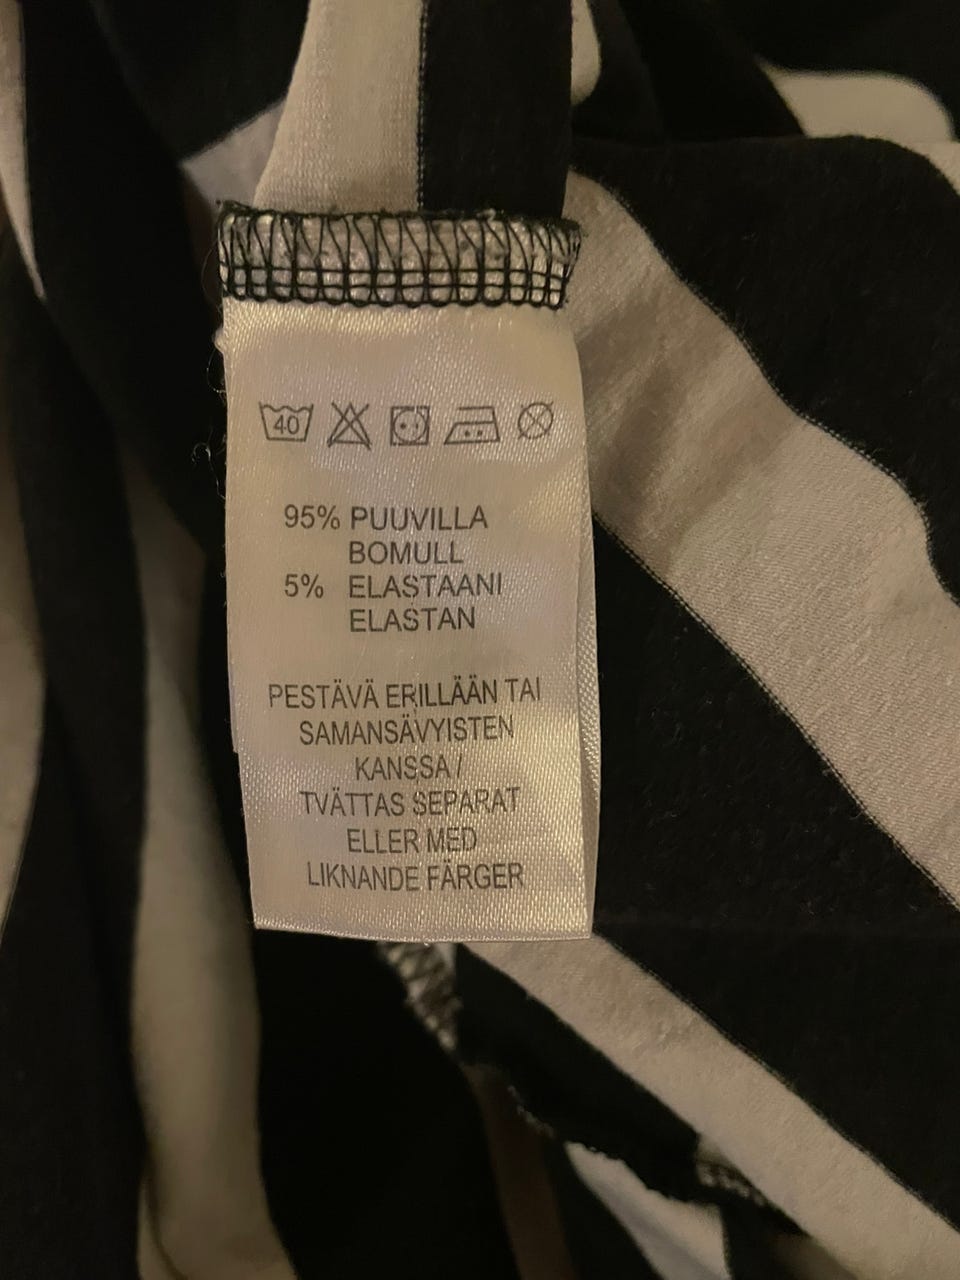 40
95% PUUVILLA
BOMULL
5% ELASTAANI
ELASTAN
PESTÄVÄ ERILLÄÄN TAI
SAMANSÄVYISTEN
KANSSA /
TVÄTTAS SEPARAT
ELLER MED
LIKNANDE FÄRGER